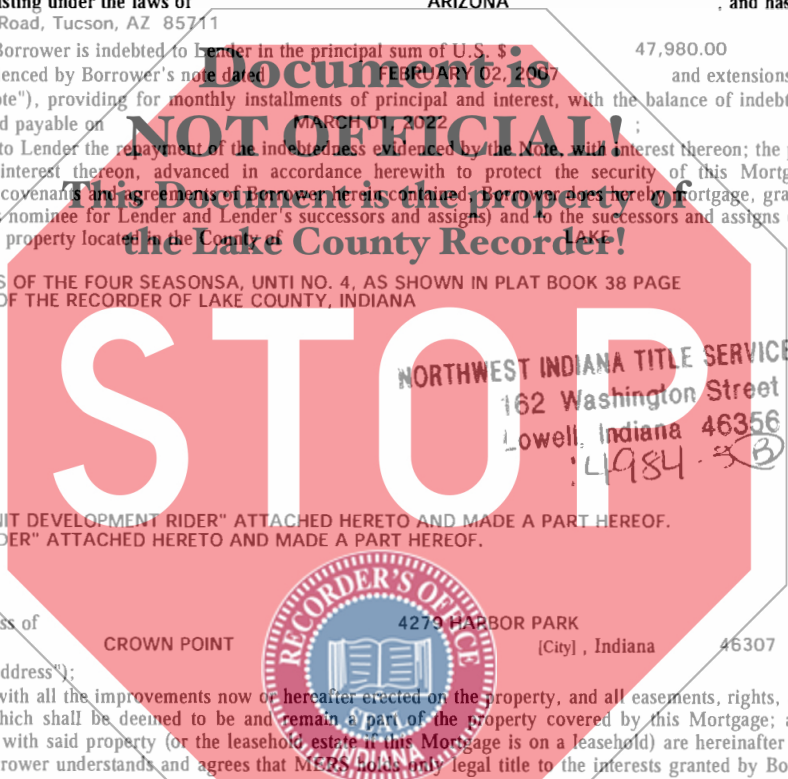 isting under the laws of ARIZONA , and has
Road, Tucson, AZ 85711
Borrower is indebted to Lender in the principal sum of U.S. $ 47,980.00
enced by Borrower's note dated FEBRUARY 02, 2007 and extensions
te"), providing for monthly installments of principal and interest, with the balance of indebt
d payable on MARCH 01, 2022 ;
to Lender the repayment of the indebtedness evidenced by the Note, with interest thereon; the p
interest thereon, advanced in accordance herewith to protect the security of this Mortg
covenants and agreements of Borrower herein contained, Borrower does hereby mortgage, gra
s nominee for Lender and Lender's successors and assigns) and to the successors and assigns
property located in the County of LAKE
Document is
NOT OFFICIAL!
This Document is the property of
the Lake County Recorder!
S OF THE FOUR SEASONSA, UNTI NO. 4, AS SHOWN IN PLAT BOOK 38 PAGE
OF THE RECORDER OF LAKE COUNTY, INDIANA
STOP
NORTHWEST INDIANA TITLE SERVICE
162 Washington Street
Lowell, Indiana 46356
NIT DEVELOPMENT RIDER" ATTACHED HERETO AND MADE A PART HEREOF.
DER" ATTACHED HERETO AND MADE A PART HEREOF.
RECORDER'S OFFICE
INDIANA
ss of 4279 HARBOR PARK
CROWN POINT [City] , Indiana 46307
ddress");
with all the improvements now or hereafter erected on the property, and all easements, rights,
hich shall be deemed to be and remain a part of the property covered by this Mortgage; a
with said property (or the leasehold estate if this Mortgage is on a leasehold) are hereinafter
rrower understands and agrees that MERS holds only legal title to the interests granted by Bo